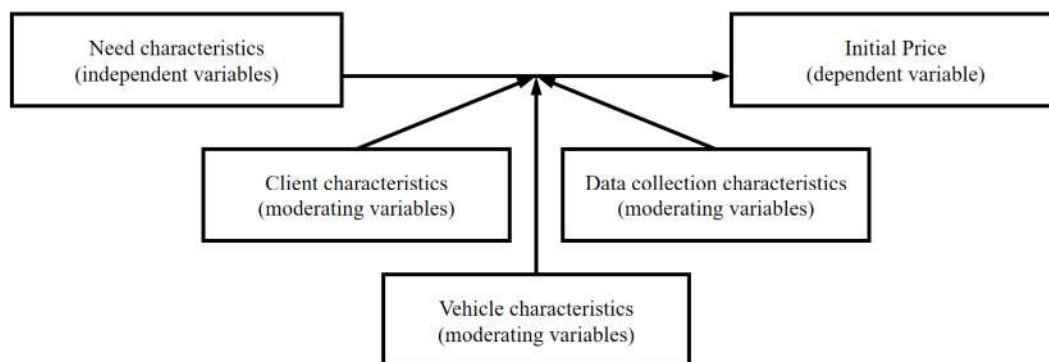 Need characteristics
(independent variables)
Initial Price
(dependent variable)
Client characteristics
(moderating variables)
Data collection characteristics
(moderating variables)
Vehicle characteristics
(moderating variables)